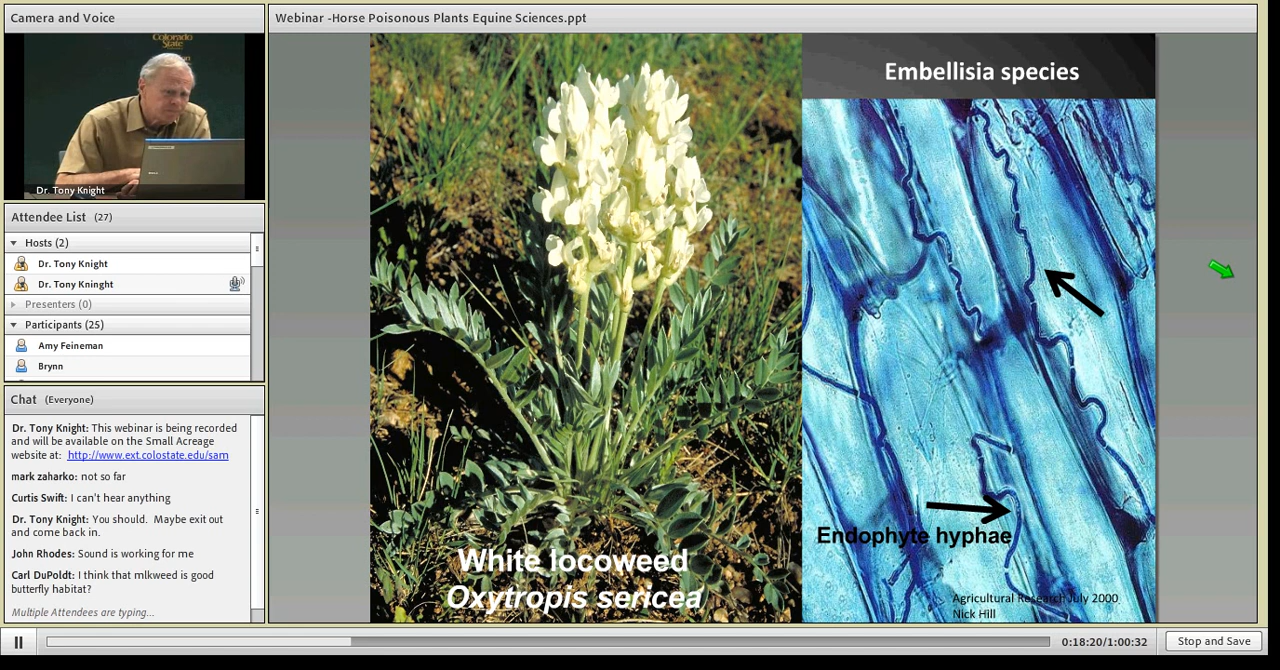 Camera and Voice
Colorado
State
Dr. Tony Knight
Attendee List (27)
Hosts (2)
Dr. Tony Knight
Dr. Tony Kninght
Presenters (0)
Participants (25)
Amy Feineman
Brynn
Chat (Everyone)
Dr. Tony Knight: This webinar is being recorded
and will be available on the Small Acreage
website at: http://www.ext.colostate.edu/sam
mark zaharko: not so far
Curtis Swift: I can't hear anything
Dr. Tony Knight: You should. Maybe exit out
and come back in.
John Rhodes: Sound is working for me
Carl DuPoldt: I think that mlkweed is good
butterfly habitat?
Multiple Attendees are typing...
Webinar -Horse Poisonous Plants Equine Sciences.ppt
White locoweed
Oxytropis sericea
Embellisia species
Endophyte hyphae
Agricultural Research July 2000
Nick Hill
0:18:20/1:00:32
Stop and Save